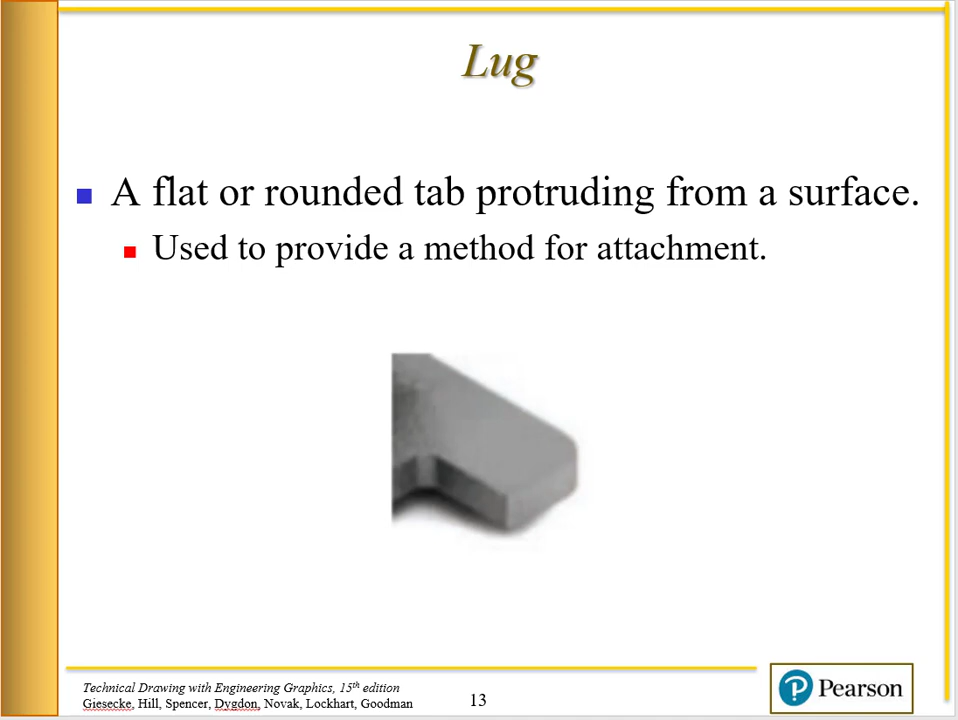 Lug
A flat or rounded tab protruding from a surface.
Used to provide a method for attachment.
Technical Drawing with Engineering Graphics, 15th edition
Giesecke, Hill, Spencer, Dygdon, Novak, Lockhart, Goodman
13
Pearson